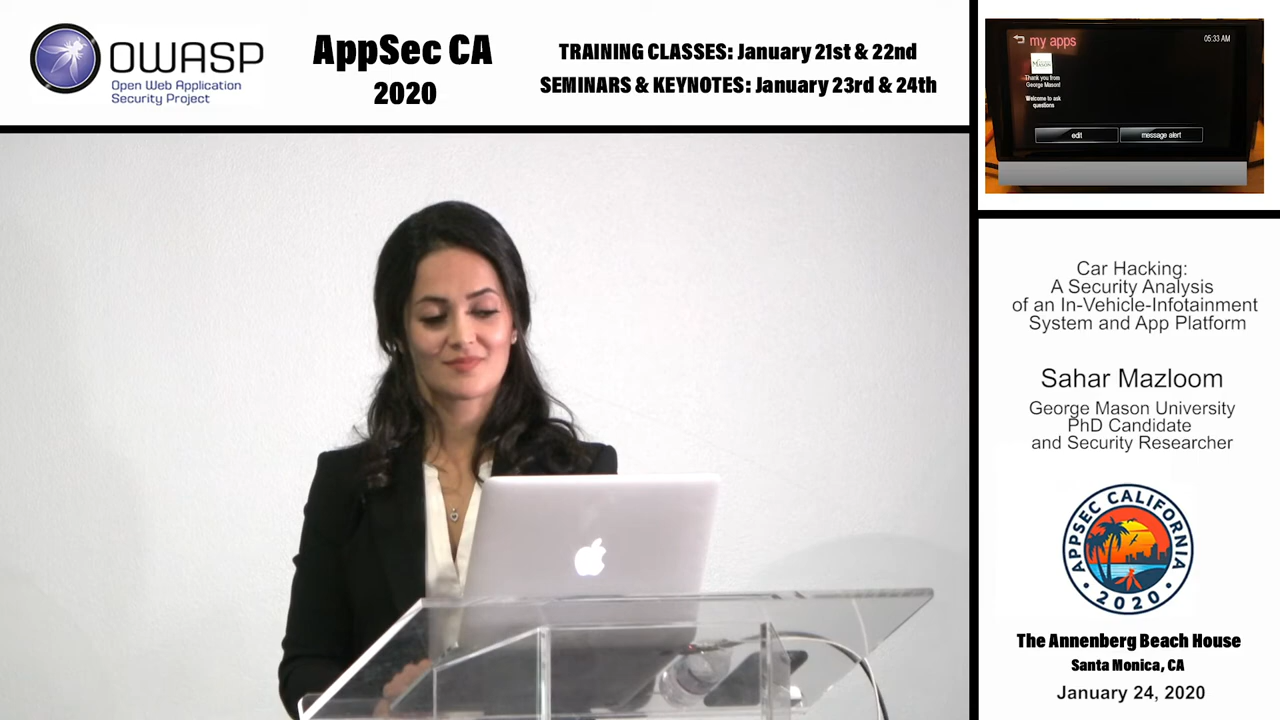 OWASP
Open Web Application
Security Project
AppSec CA
2020
TRAINING CLASSES: January 21st & 22nd
SEMINARS & KEYNOTES: January 23rd & 24th
my apps
05:33 AM
MASON
Thank you from
George Mason!
Welcome to ask
questions
edit
message alert
Car Hacking:
A Security Analysis
of an In-Vehicle-Infotainment
System and App Platform
Sahar Mazloom
George Mason University
PhD Candidate
and Security Researcher
APPSEC CALIFORNIA
• 2020 •
The Annenberg Beach House
Santa Monica, CA
January 24, 2020